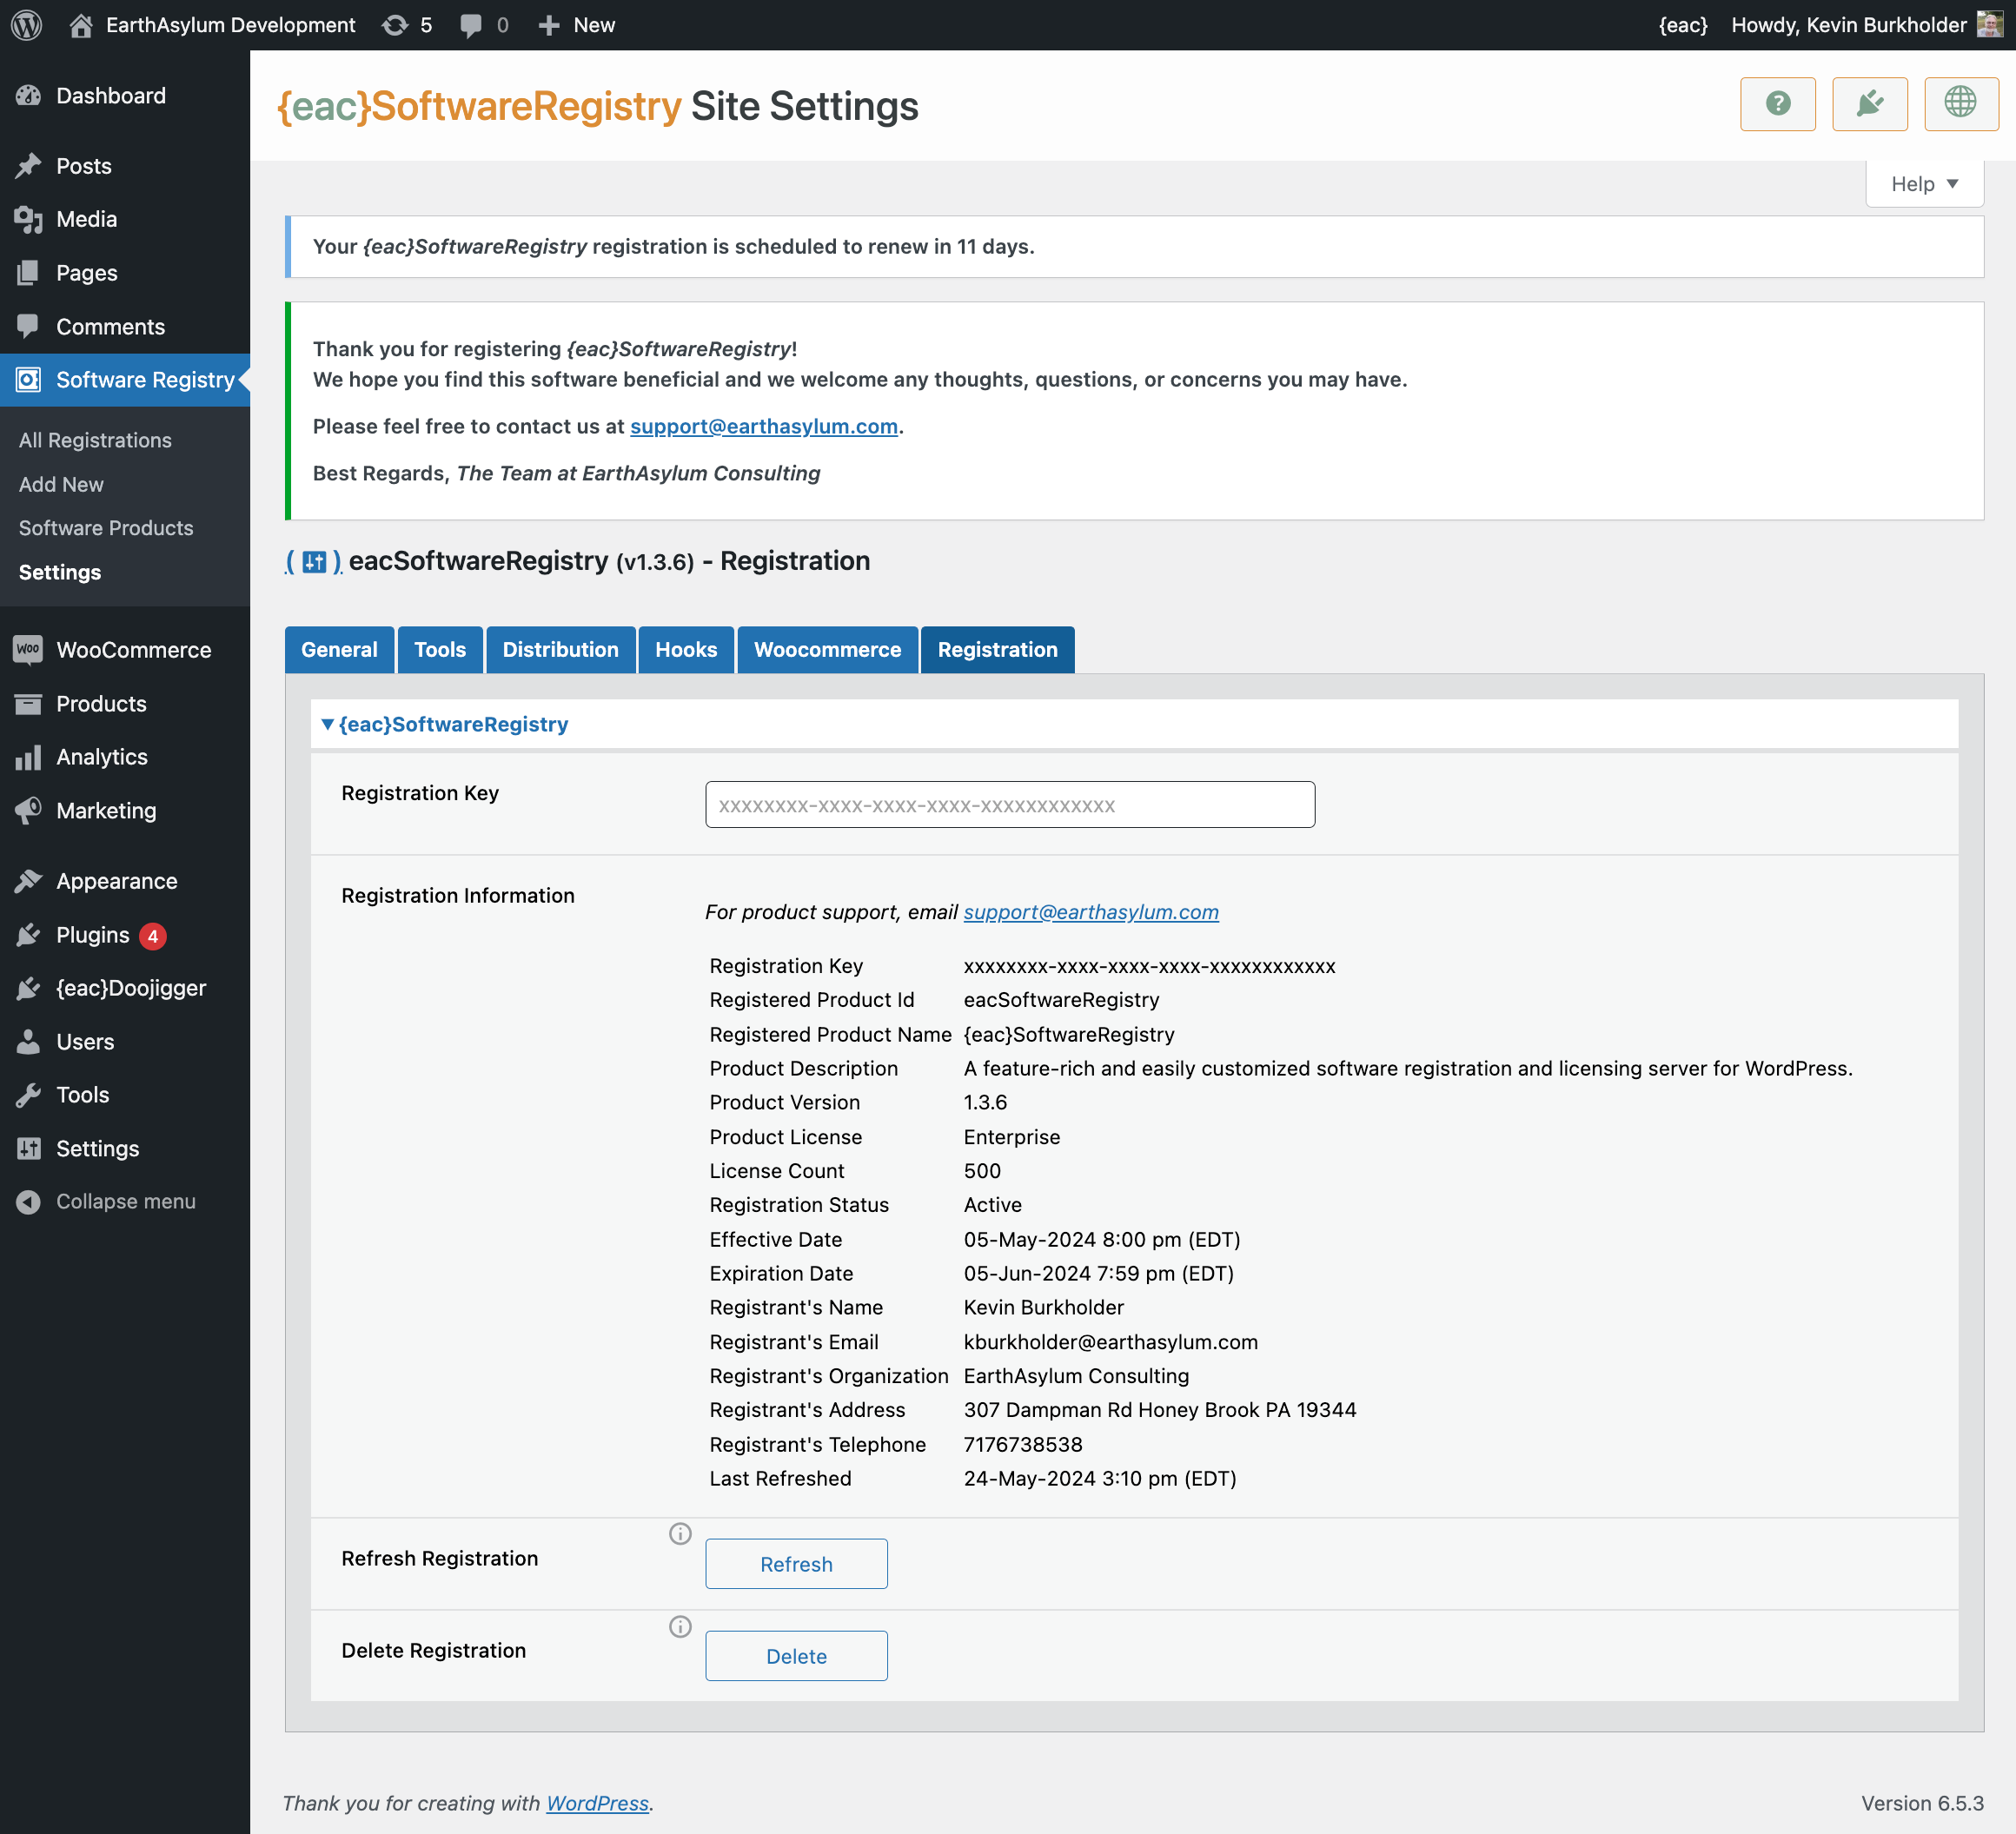 EarthAsylum Development 5 0 New {eac} Howdy, Kevin Burkholder
Dashboard
Posts
Media
Pages
Comments
Software Registry
All Registrations
Add New
Software Products
Settings
WooCommerce
Products
Analytics
Marketing
Appearance
Plugins 4
{eac}Doojigger
Users
Tools
Settings
Collapse menu
{eac}SoftwareRegistry Site Settings
Help
Your {eac}SoftwareRegistry registration is scheduled to renew in 11 days.
Thank you for registering {eac}SoftwareRegistry!
We hope you find this software beneficial and we welcome any thoughts, questions, or concerns you may have.
Please feel free to contact us at support@earthasylum.com.
Best Regards, The Team at EarthAsylum Consulting
( ) eacSoftwareRegistry (v1.3.6) - Registration
General Tools Distribution Hooks Woocommerce Registration
{eac}SoftwareRegistry
Registration Key xxxxxxxx-xxxx-xxxx-xxxx-xxxxxxxxxxxx
Registration Information
For product support, email support@earthasylum.com
Registration Key xxxxxxxx-xxxx-xxxx-xxxx-xxxxxxxxxxxx
Registered Product Id eacSoftwareRegistry
Registered Product Name {eac}SoftwareRegistry
Product Description A feature-rich and easily customized software registration and licensing server for WordPress.
Product Version 1.3.6
Product License Enterprise
License Count 500
Registration Status Active
Effective Date 05-May-2024 8:00 pm (EDT)
Expiration Date 05-Jun-2024 7:59 pm (EDT)
Registrant's Name Kevin Burkholder
Registrant's Email kburkholder@earthasylum.com
Registrant's Organization EarthAsylum Consulting
Registrant's Address 307 Dampman Rd Honey Brook PA 19344
Registrant's Telephone 7176738538
Last Refreshed 24-May-2024 3:10 pm (EDT)
Refresh Registration Refresh
Delete Registration Delete
Thank you for creating with WordPress. Version 6.5.3